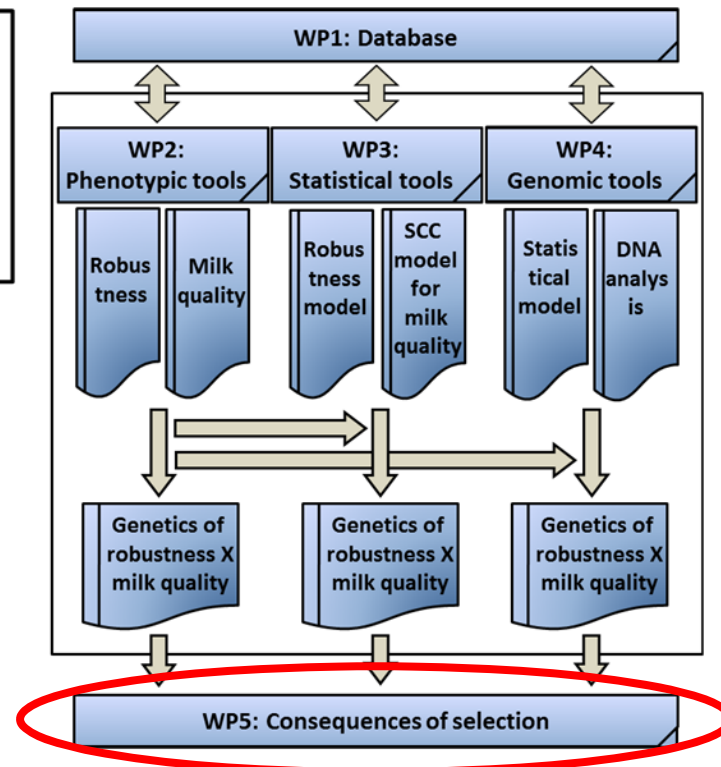 WP1: Database
WP2:
Phenotypic tools
WP3:
Statistical tools
WP4:
Genomic tools
Robus
tness
Milk
quality
Robus
tness
model
SCC
model
for
milk
quality
Statis
tical
model
DNA
analys
is
Genetics of
robustness X
milk quality
Genetics of
robustness X
milk quality
Genetics of
robustness X
milk quality
WP5: Consequences of selection